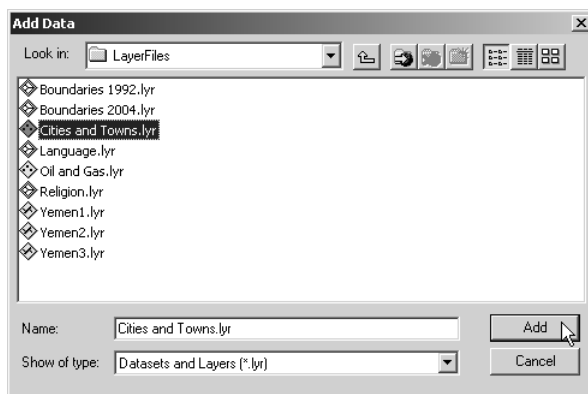 Add Data
Look in: LayerFiles
Boundaries 1992.lyr
Boundaries 2004.lyr
Cities and Towns.lyr
Language.lyr
Oil and Gas.lyr
Religion.lyr
Yemen1.lyr
Yemen2.lyr
Yemen3.lyr
Name: Cities and Towns.lyr Add
Show of type: Datasets and Layers (*.lyr) Cancel